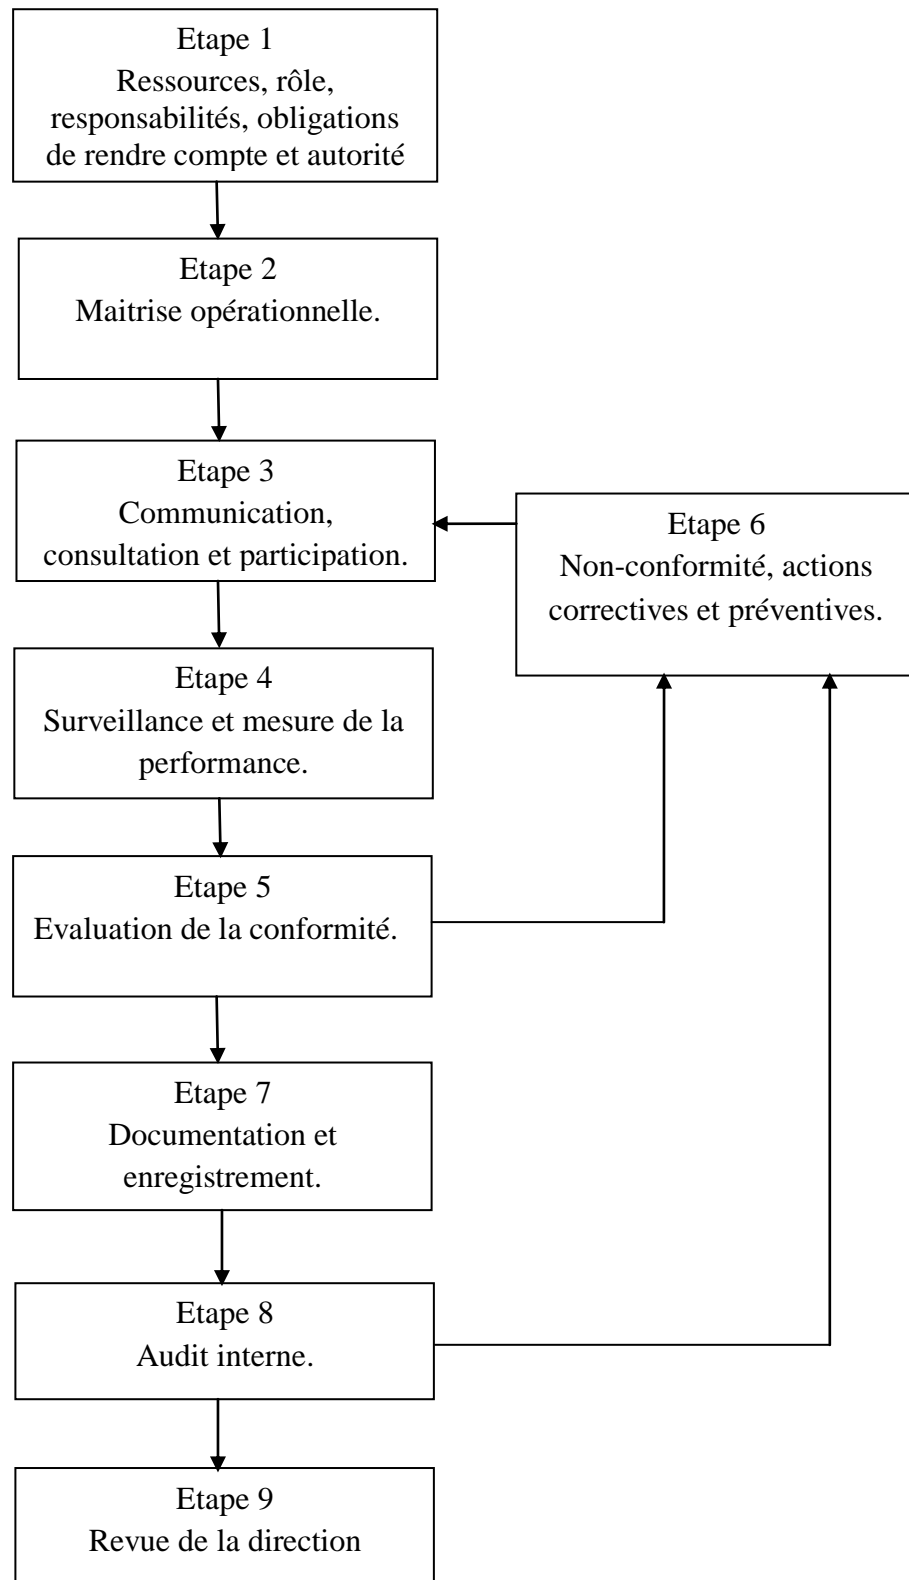 Etape 1
Ressources, rôle,
responsabilités, obligations
de rendre compte et autorité
Etape 2
Maitrise opérationnelle.
Etape 3
Communication,
consultation et participation.
Etape 6
Non-conformité, actions
correctives et préventives.
Etape 4
Surveillance et mesure de la
performance.
Etape 5
Evaluation de la conformité.
Etape 7
Documentation et
enregistrement.
Etape 8
Audit interne.
Etape 9
Revue de la direction